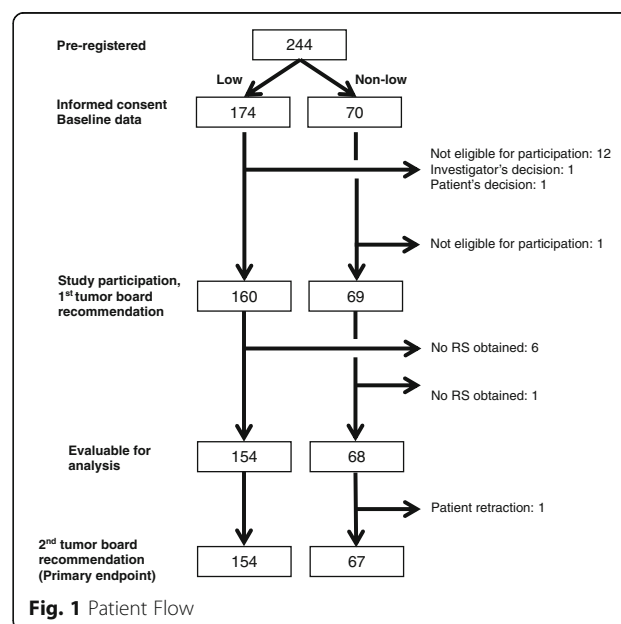 Pre-registered
244
Low
Non-low
Informed consent
Baseline data
174
70
Not eligible for participation: 12
Investigator's decision: 1
Patient's decision: 1
Not eligible for participation: 1
Study participation,
1st tumor board
recommendation
160
69
No RS obtained: 6
No RS obtained: 1
Evaluable for
analysis
154
68
Patient retraction: 1
2nd tumor board
recommendation
(Primary endpoint)
154
67
Fig. 1 Patient Flow